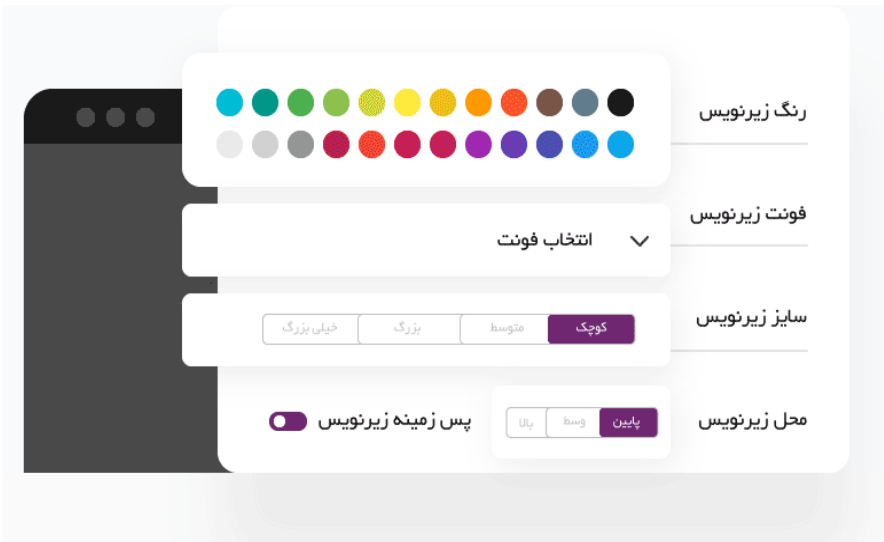 رنگ زیرنویس
فونت زیرنویس
انتخاب فونت
سایز زیرنویس
کوچک
متوسط
بزرگ
خیلی بزرگ
محل زیرنویس
پایین
وسط
بالا
پس زمینه زیرنویس